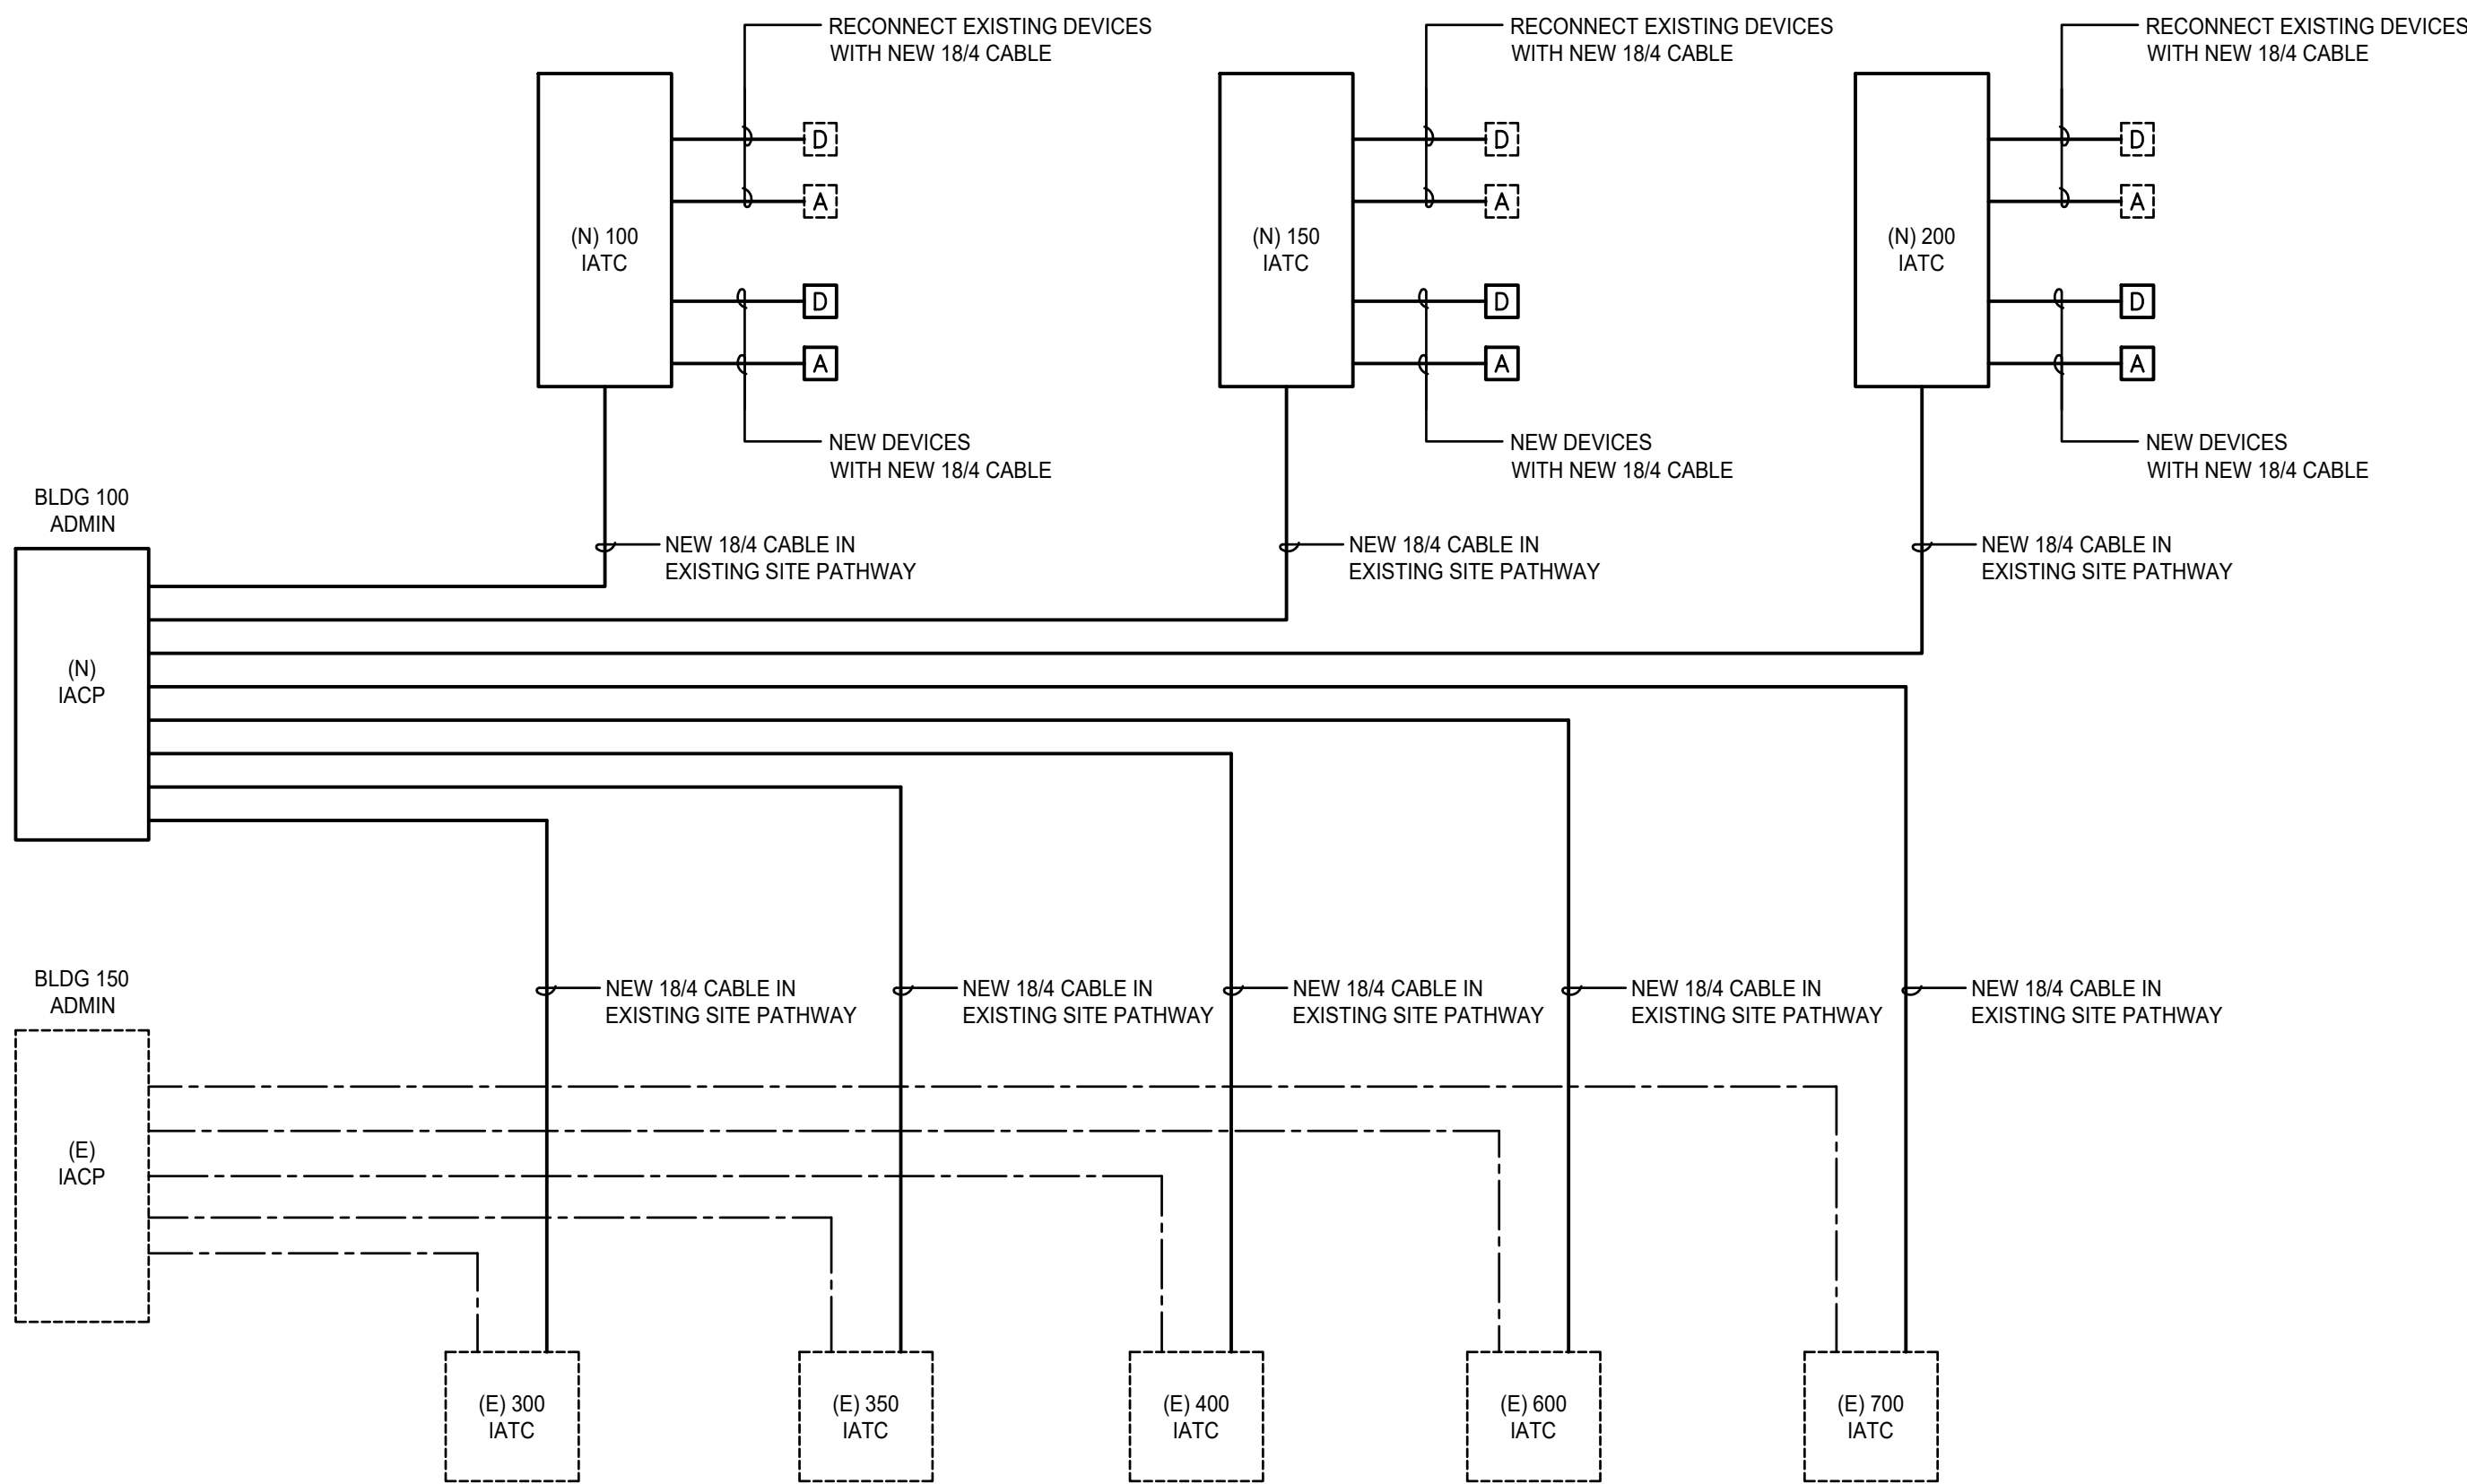 RECONNECT EXISTING DEVICES
WITH NEW 18/4 CABLE
RECONNECT EXISTING DEVICES
WITH NEW 18/4 CABLE
RECONNECT EXISTING DEVICES
WITH NEW 18/4 CABLE
(N) 100
IATC
D
A
D
A
(N) 150
IATC
D
A
D
A
(N) 200
IATC
D
A
D
A
NEW DEVICES
WITH NEW 18/4 CABLE
NEW DEVICES
WITH NEW 18/4 CABLE
NEW DEVICES
WITH NEW 18/4 CABLE
NEW 18/4 CABLE IN
EXISTING SITE PATHWAY
NEW 18/4 CABLE IN
EXISTING SITE PATHWAY
NEW 18/4 CABLE IN
EXISTING SITE PATHWAY
BLDG 100
ADMIN
(N)
IACP
NEW 18/4 CABLE IN
EXISTING SITE PATHWAY
NEW 18/4 CABLE IN
EXISTING SITE PATHWAY
NEW 18/4 CABLE IN
EXISTING SITE PATHWAY
NEW 18/4 CABLE IN
EXISTING SITE PATHWAY
NEW 18/4 CABLE IN
EXISTING SITE PATHWAY
BLDG 150
ADMIN
(E)
IACP
(E) 300
IATC
(E) 350
IATC
(E) 400
IATC
(E) 600
IATC
(E) 700
IATC